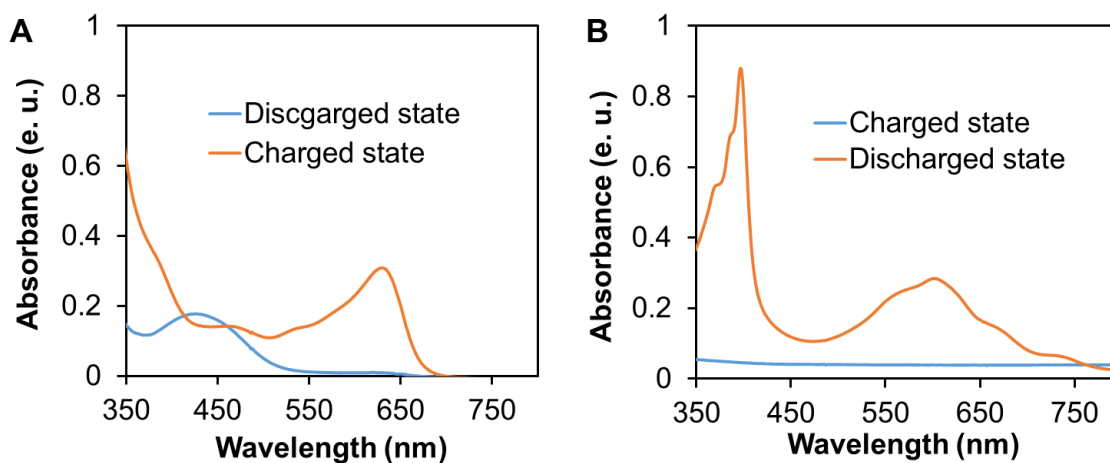 A
Absorbance (e. u.)
1
0.8
0.6
0.4
0.2
0
Discgarged state
Charged state
350 450 550 650 750
Wavelength (nm)
B
Absorbance (e. u.)
1
0.8
0.6
0.4
0.2
0
Charged state
Discharged state
350 450 550 650 750
Wavelength (nm)